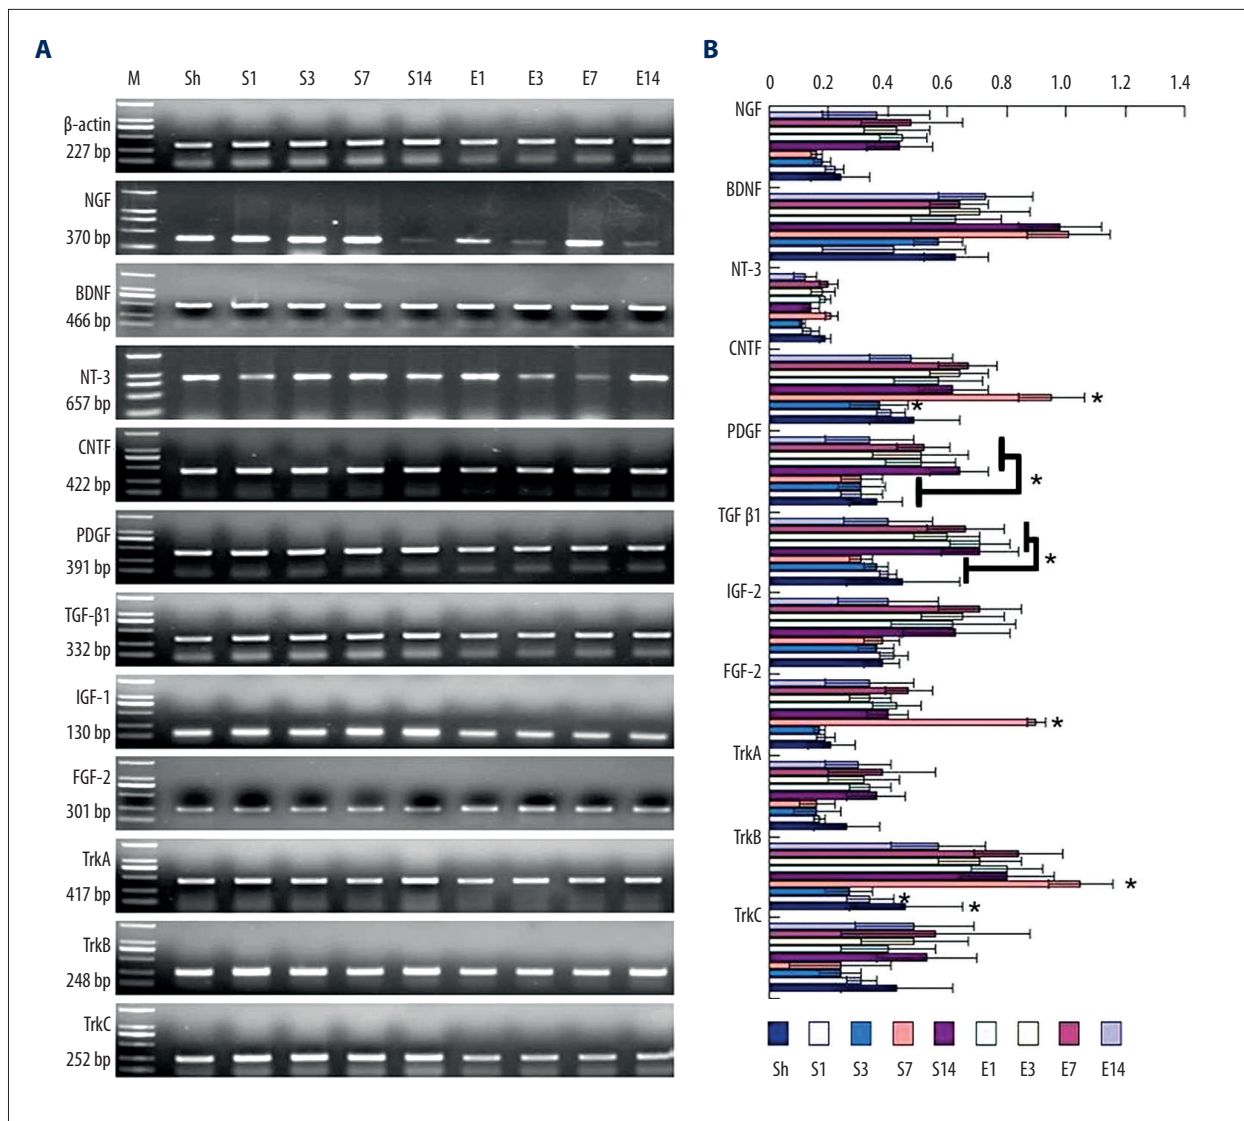 A
M Sh S1 S3 S7 S14 E1 E3 E7 E14
β-actin
227 bp
NGF
370 bp
BDNF
466 bp
NT-3
657 bp
CNTF
422 bp
PDGF
391 bp
TGF-β1
332 bp
IGF-1
130 bp
FGF-2
301 bp
TrkA
417 bp
TrkB
248 bp
TrkC
252 bp
B
0 0.2 0.4 0.6 0.8 1.0 1.2 1.4
NGF
BDNF
NT-3
CNTF
*
*
PDGF
*
TGF β1
*
IGF-2
FGF-2
*
TrkA
TrkB
*
*
*
TrkC
Sh S1 S3 S7 S14 E1 E3 E7 E14